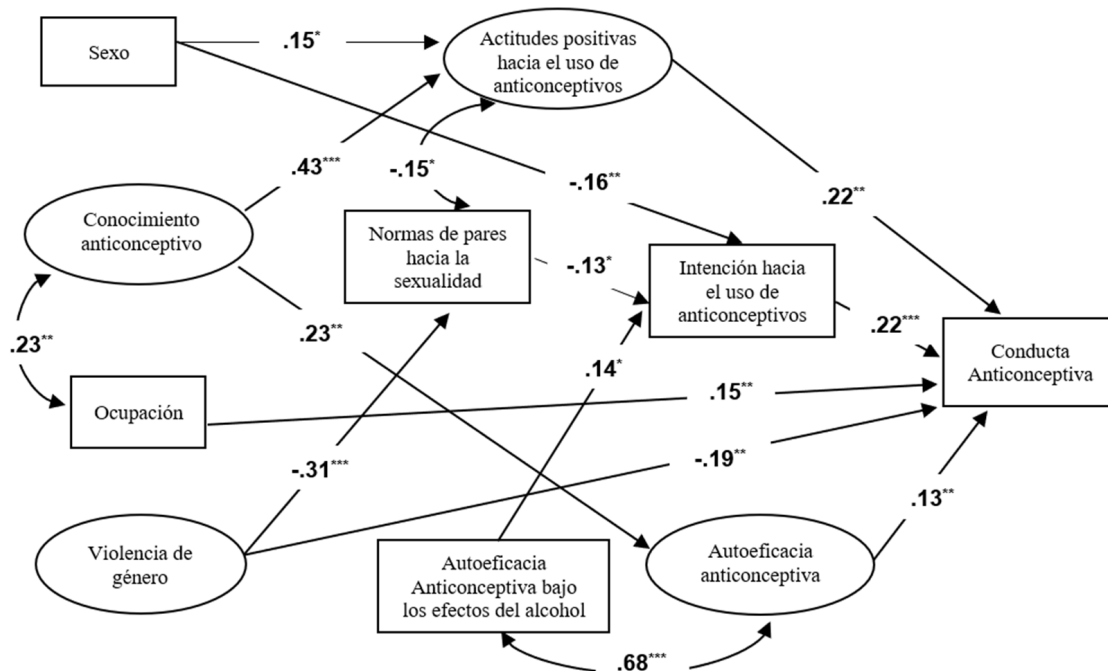 Sexo
.15*
Actitudes positivas
hacia el uso de
anticonceptivos
.43***
-.15*
-.16**
.22**
Conocimiento
anticonceptivo
Normas de pares
hacia la
sexualidad
-.13*
Intención hacia
el uso de
anticonceptivos
.22***
.23**
.23**
.14*
Conducta
Anticonceptiva
Ocupación
.15**
-.31***
-.19**
.13**
Violencia de
género
Autoeficacia
Anticonceptiva bajo
los efectos del alcohol
Autoeficacia
anticonceptiva
.68***